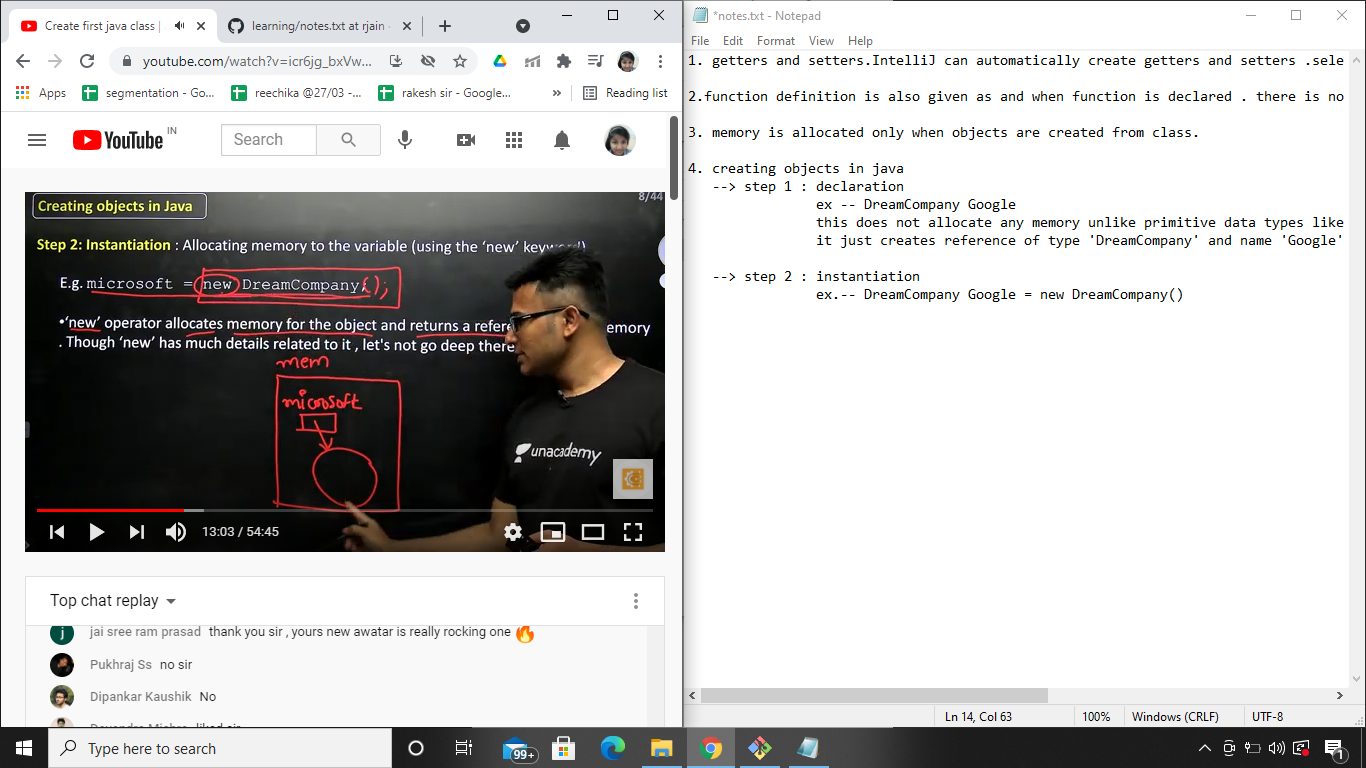 Create first java class |
learning/notes.txt at rjain
youtube.com/watch?v=icr6jg_bxVw...
Apps
segmentation - Go...
reechika @27/03 -...
rakesh sir - Google...
»
Reading list
YouTube
IN
Search
8/44
Creating objects in Java
Step 2: Instantiation : Allocating memory to the variable (using the 'new' keyword)
E.g. microsoft = new DreamCompany();
•'new' operator allocates memory for the object and returns a refere emory
. Though 'new' has much details related to it , let's not go deep there
mem
microsoft
unacademy
13:03 / 54:45
Top chat replay
j
jai sree ram prasad thank you sir , yours new awatar is really rocking one 🔥
Pukhraj Ss no sir
Dipankar Kaushik No
Devendra Mishra liked sir
*notes.txt - Notepad
File Edit Format View Help
1. getters and setters.IntelliJ can automatically create getters and setters .sele
2.function definition is also given as and when function is declared . there is no
3. memory is allocated only when objects are created from class.
4. creating objects in java
--> step 1 : declaration
ex -- DreamCompany Google
this does not allocate any memory unlike primitive data types like
it just creates reference of type 'DreamCompany' and name 'Google'
--> step 2 : instantiation
ex.-- DreamCompany Google = new DreamCompany()
Ln 14, Col 63
100%
Windows (CRLF)
UTF-8
Type here to search
99+
1